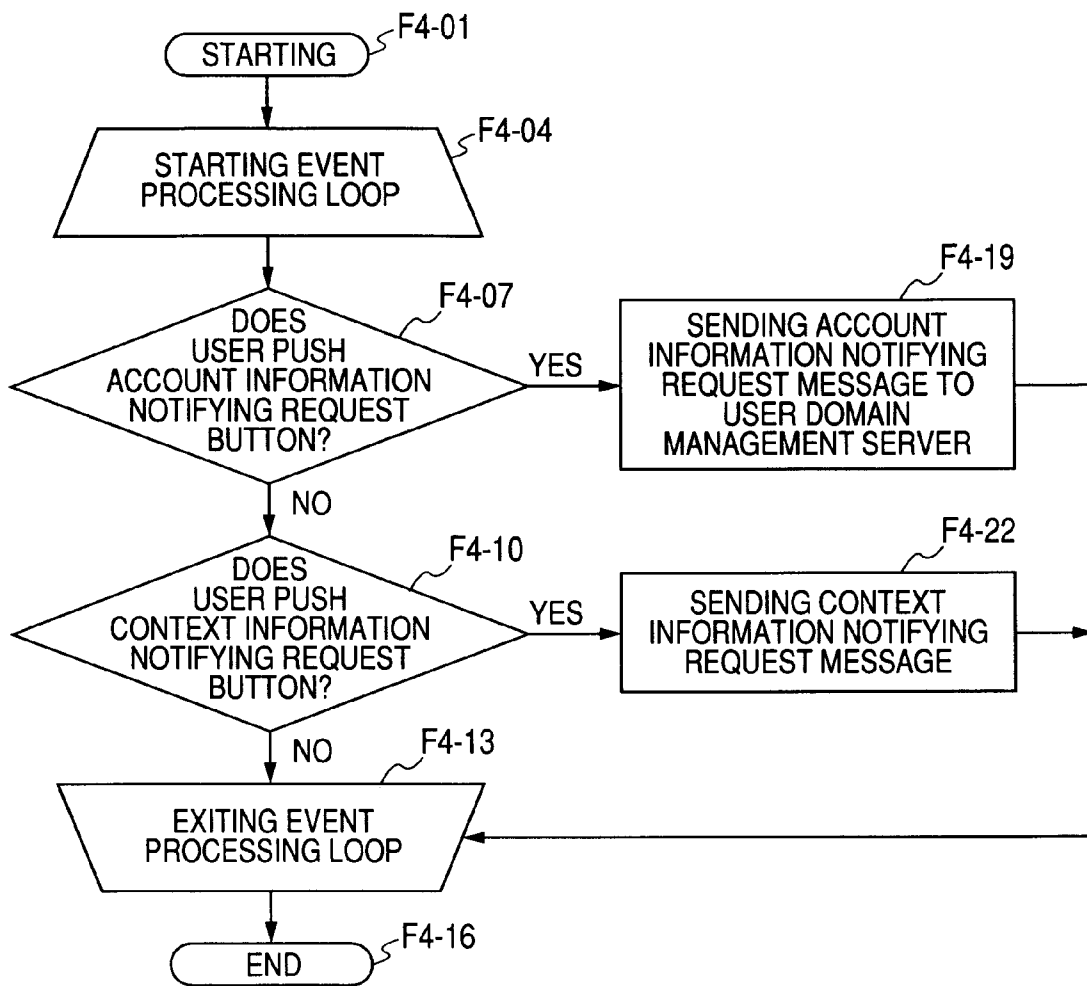 F4-01
STARTING
F4-04
STARTING EVENT
PROCESSING LOOP
F4-07
DOES
USER PUSH
ACCOUNT INFORMATION
NOTIFYING REQUEST
BUTTON?
YES
F4-19
SENDING ACCOUNT
INFORMATION NOTIFYING
REQUEST MESSAGE TO
USER DOMAIN
MANAGEMENT SERVER
NO
F4-10
DOES
USER PUSH
CONTEXT INFORMATION
NOTIFYING REQUEST
BUTTON?
YES
F4-22
SENDING CONTEXT
INFORMATION NOTIFYING
REQUEST MESSAGE
NO
F4-13
EXITING EVENT
PROCESSING LOOP
F4-16
END